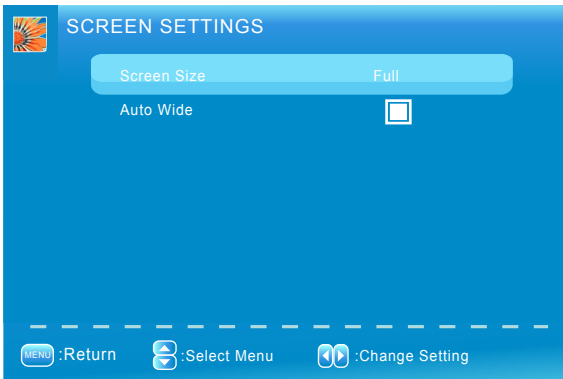 SCREEN SETTINGS
Screen Size Full
Auto Wide
MENU :Return :Select Menu :Change Setting